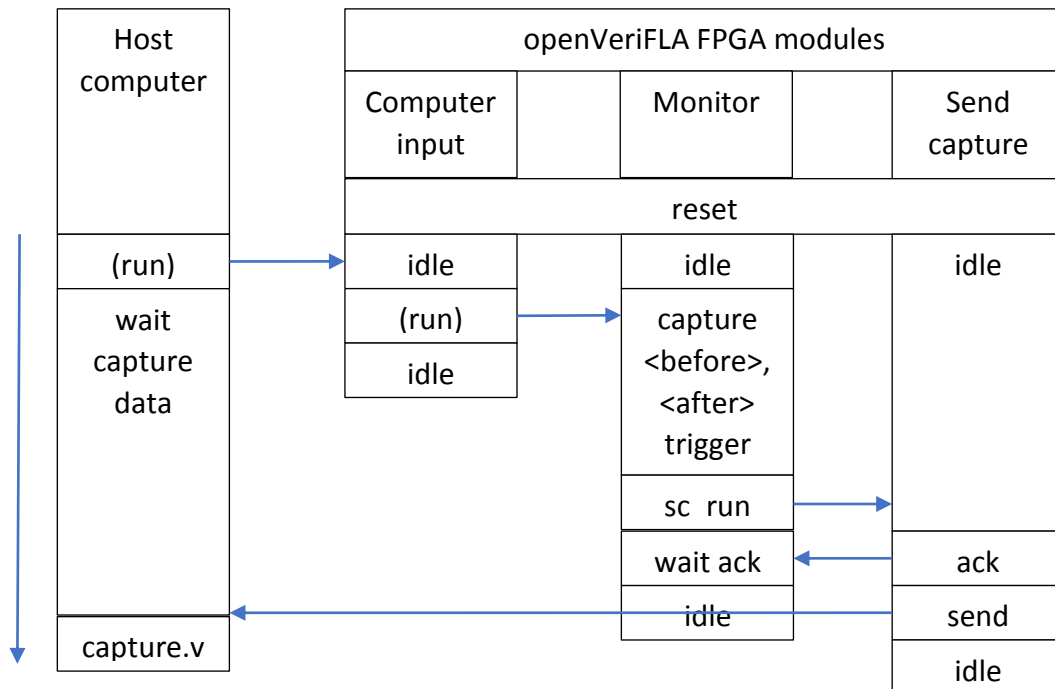 Host
computer
openVeriFLA FPGA modules
Computer
input
Monitor
Send
capture
reset
(run)
idle
idle
idle
wait
capture
data
(run)
capture
<before>,
<after>
trigger
idle
sc run
wait ack
ack
idle
send
capture.v
idle